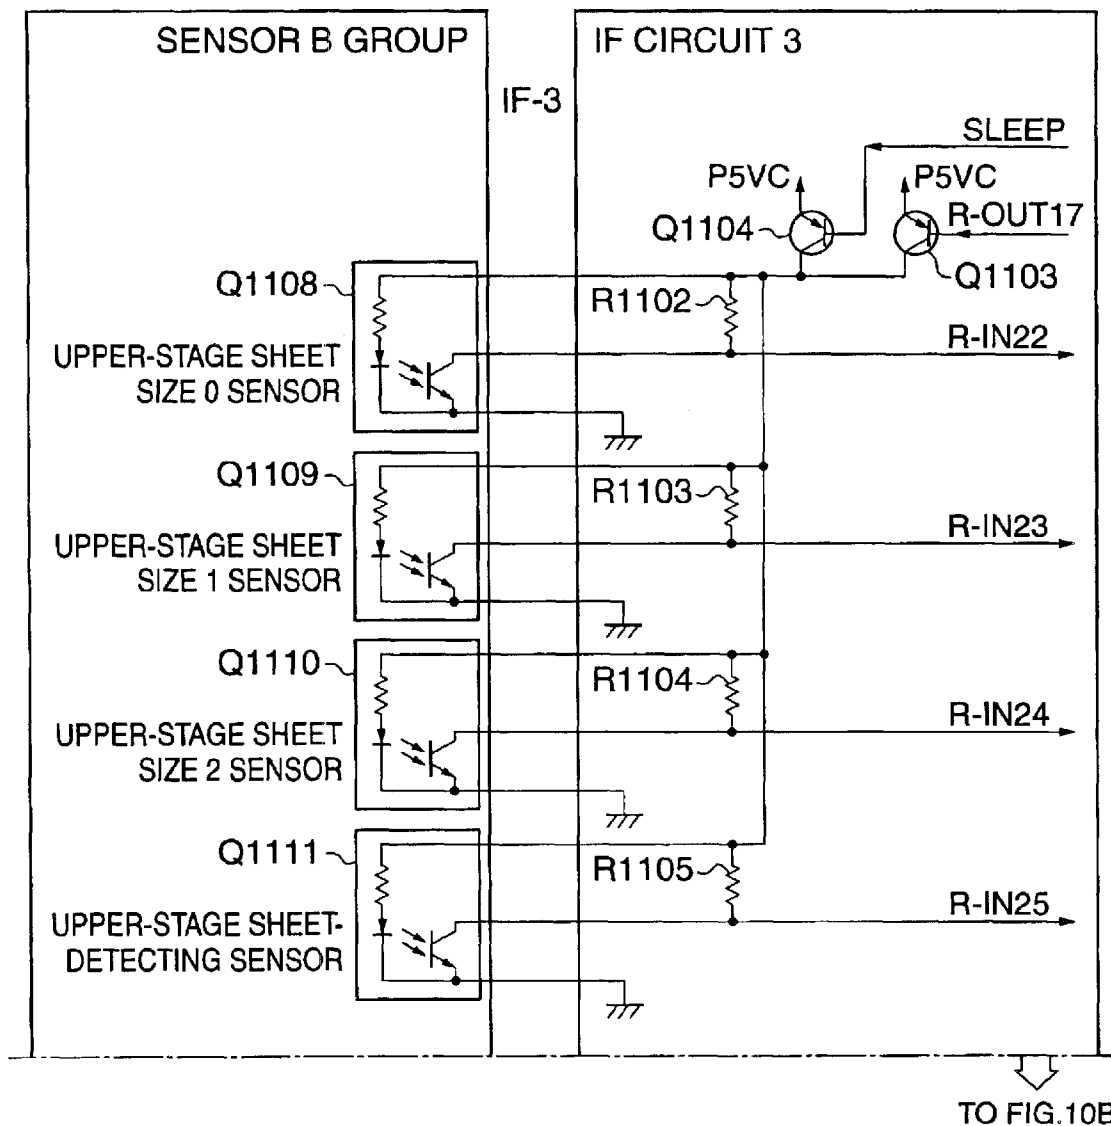 SENSOR B GROUP
IF-3
IF CIRCUIT 3
SLEEP
P5VC
P5VC
R-OUT17
Q1104
Q1103
Q1108
R1102
R-IN22
UPPER-STAGE SHEET
SIZE 0 SENSOR
Q1109
R1103
R-IN23
UPPER-STAGE SHEET
SIZE 1 SENSOR
Q1110
R1104
R-IN24
UPPER-STAGE SHEET
SIZE 2 SENSOR
Q1111
R1105
R-IN25
UPPER-STAGE SHEET-
DETECTING SENSOR
TO FIG.10B